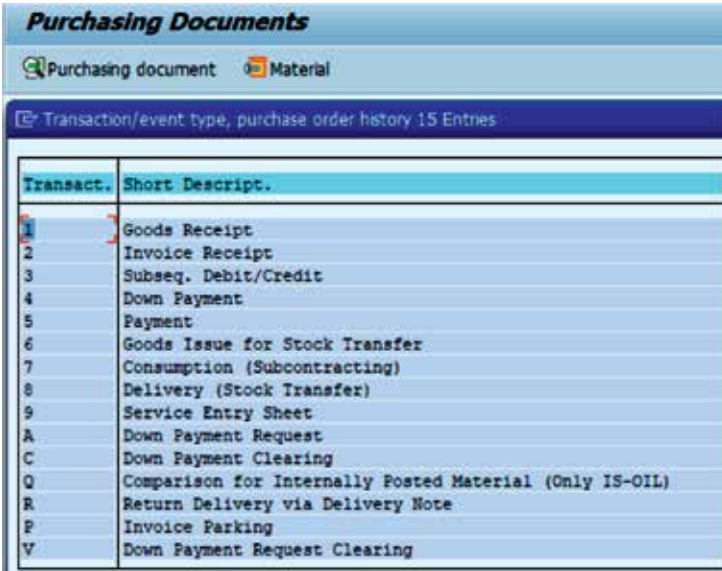 Purchasing Documents
Purchasing document Material
Transaction/event type, purchase order history 15 Entries
Transact. Short Descript.
1 Goods Receipt
2 Invoice Receipt
3 Subseq. Debit/Credit
4 Down Payment
5 Payment
6 Goods Issue for Stock Transfer
7 Consumption (Subcontracting)
8 Delivery (Stock Transfer)
9 Service Entry Sheet
A Down Payment Request
C Down Payment Clearing
Q Comparison for Internally Posted Material (Only IS-OIL)
R Return Delivery via Delivery Note
P Invoice Parking
V Down Payment Request Clearing